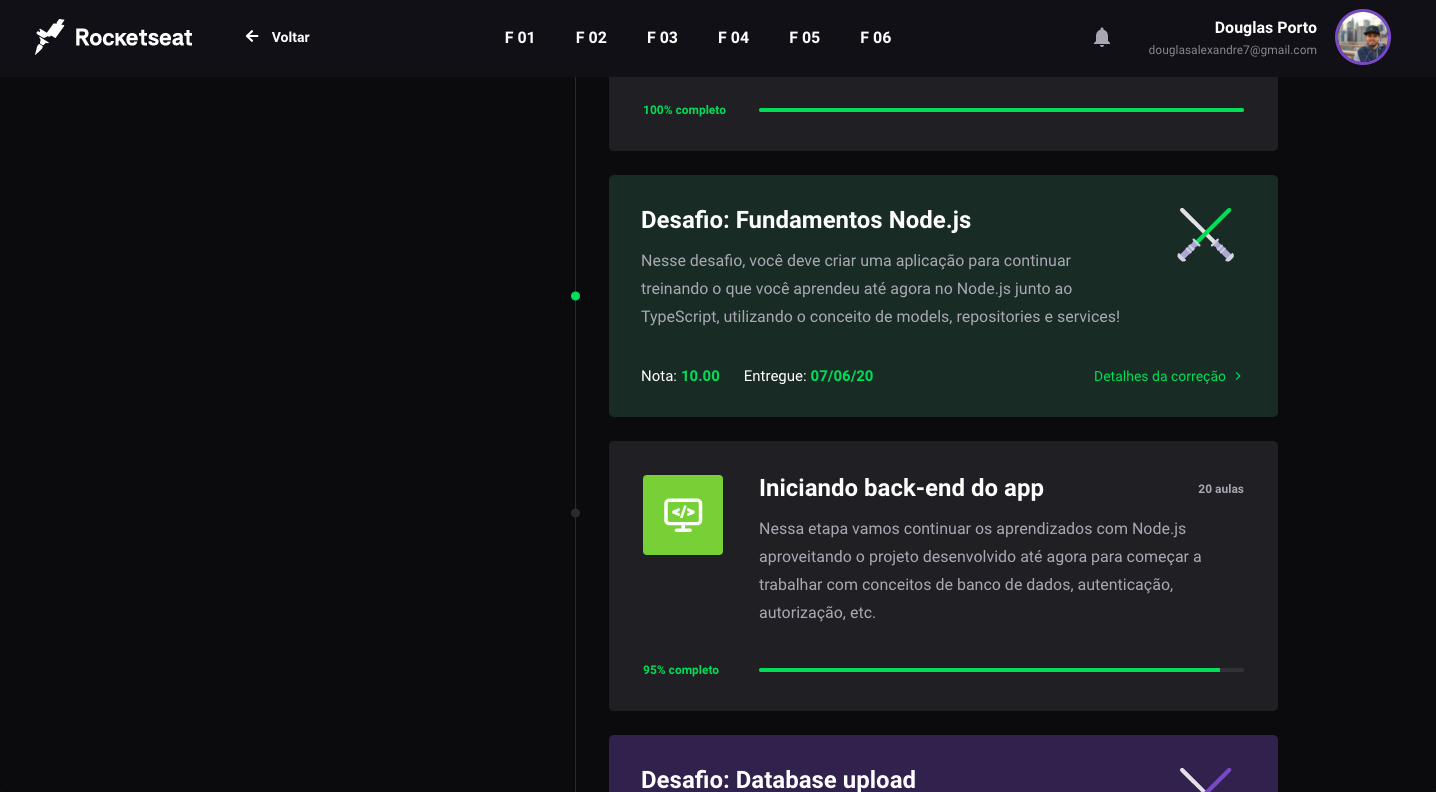 Rocketseat
Voltar
F 01 F 02 F 03 F 04 F 05 F 06
Douglas Porto
douglasalexandre7@gmail.com
100% completo
Desafio: Fundamentos Node.js
Nesse desafio, você deve criar uma aplicação para continuar
treinando o que você aprendeu até agora no Node.js junto ao
TypeScript, utilizando o conceito de models, repositories e services!
Nota: 10.00 Entregue: 07/06/20 Detalhes da correção
</>
Iniciando back-end do app
20 aulas
Nessa etapa vamos continuar os aprendizados com Node.js
aproveitando o projeto desenvolvido até agora para começar a
trabalhar com conceitos de banco de dados, autenticação,
autorização, etc.
95% completo
Desafio: Database upload